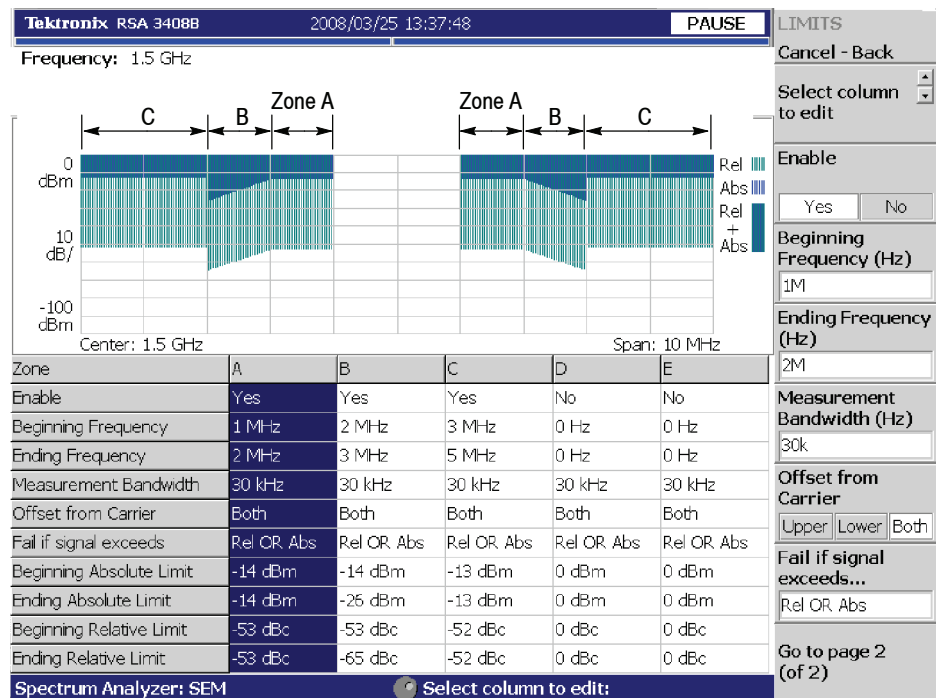 Tektronix RSA 3408B 2008/03/25 13:37:48 PAUSE
Frequency: 1.5 GHz
C B Zone A Zone A B C
0
dBm
10
dB/
-100
dBm
Rel
Abs
Rel
+
Abs
Center: 1.5 GHz Span: 10 MHz
Zone A B C D E
Enable Yes Yes Yes No No
Beginning Frequency 1 MHz 2 MHz 3 MHz 0 Hz 0 Hz
Ending Frequency 2 MHz 3 MHz 5 MHz 0 Hz 0 Hz
Measurement Bandwidth 30 kHz 30 kHz 30 kHz 30 kHz 30 kHz
Offset from Carrier Both Both Both Both Both
Fail if signal exceeds Rel OR Abs Rel OR Abs Rel OR Abs Rel OR Abs Rel OR Abs
Beginning Absolute Limit -14 dBm -14 dBm -13 dBm 0 dBm 0 dBm
Ending Absolute Limit -14 dBm -26 dBm -13 dBm 0 dBm 0 dBm
Beginning Relative Limit -53 dBc -53 dBc -52 dBc 0 dBc 0 dBc
Ending Relative Limit -53 dBc -65 dBc -52 dBc 0 dBc 0 dBc
Spectrum Analyzer: SEM Select column to edit:
LIMITS
Cancel - Back
Select column
to edit
Enable
Yes No
Beginning
Frequency (Hz)
1M
Ending Frequency
(Hz)
2M
Measurement
Bandwidth (Hz)
30k
Offset from
Carrier
Upper Lower Both
Fail if signal
exceeds...
Rel OR Abs
Go to page 2
(of 2)